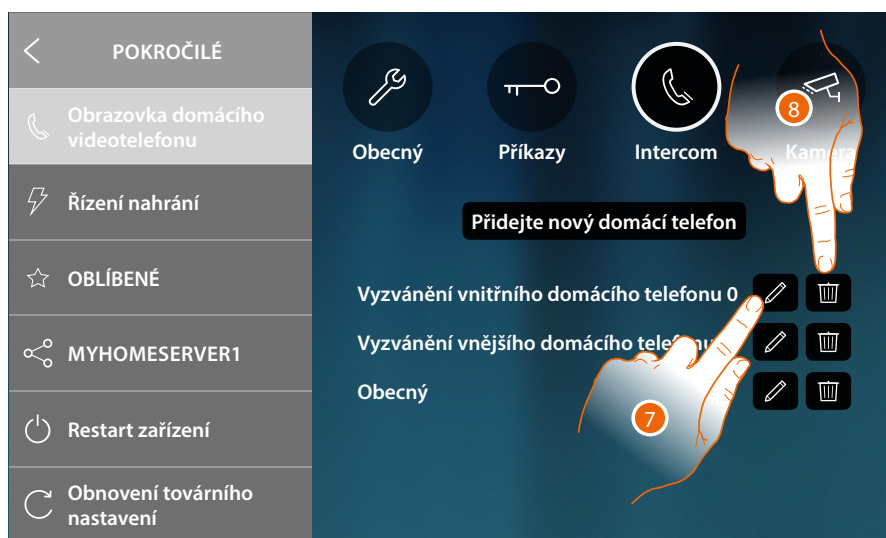 POKROČILÉ
Obrazovka domácího
videotelefonu
Řízení nahrání
OBLÍBENÉ
MYHOMESERVER1
Restart zařízení
Obnovení továrního
nastavení
Obecný
Příkazy
Intercom
Kamera
8
Přidejte nový domácí telefon
Vyzvánění vnitřního domácího telefonu 0
Vyzvánění vnějšího domácího
Obecný
7